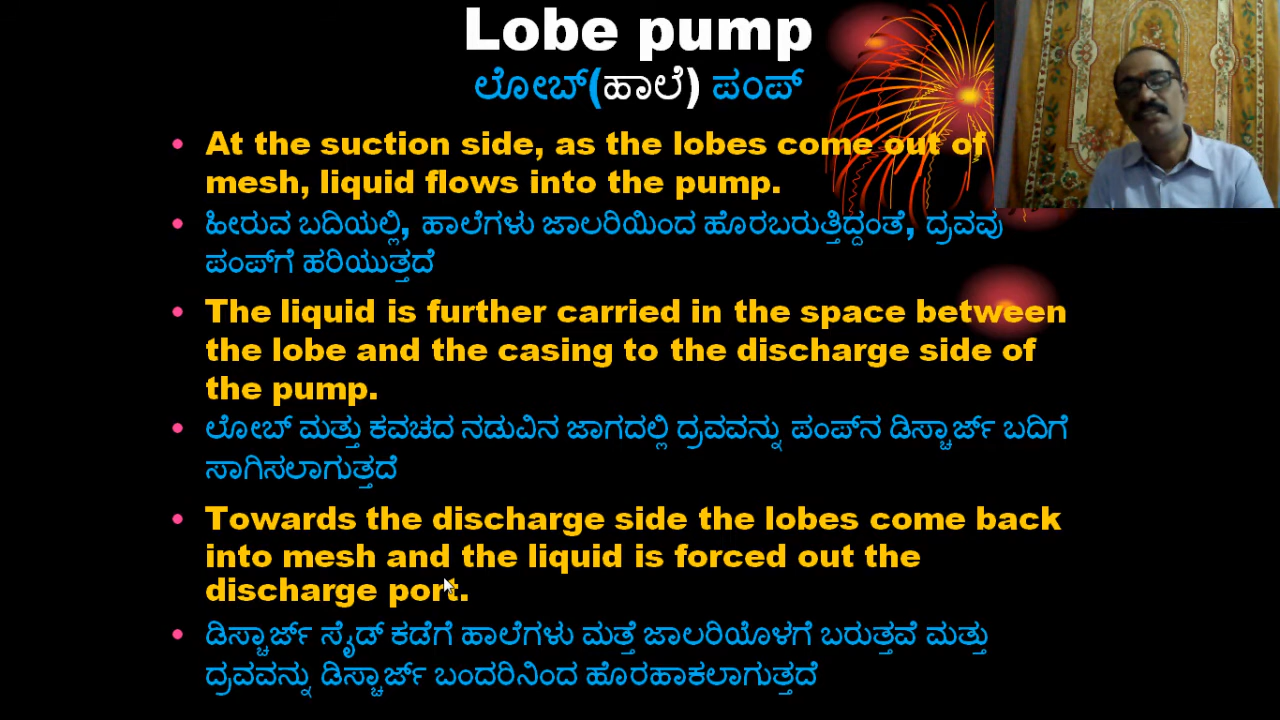 Lobe pump
ಲೋಬ್(ಹಾಲೆ) ಪಂಪ್
• At the suction side, as the lobes come out of
mesh, liquid flows into the pump.
• ಹೀರುವ ಬದಿಯಲ್ಲಿ, ಹಾಲೆಗಳು ಜಾಲರಿಯಿಂದ ಹೊರಬರುತ್ತಿದ್ದಂತೆ, ದ್ರವವು
ಪಂಪ್‌ಗೆ ಹರಿಯುತ್ತದೆ
• The liquid is further carried in the space between
the lobe and the casing to the discharge side of
the pump.
• ಲೋಬ್ ಮತ್ತು ಕವಚದ ನಡುವಿನ ಜಾಗದಲ್ಲಿ ದ್ರವವನ್ನು ಪಂಪ್‌ನ ಡಿಸ್ಚಾರ್ಜ್ ಬದಿಗೆ
ಸಾಗಿಸಲಾಗುತ್ತದೆ
• Towards the discharge side the lobes come back
into mesh and the liquid is forced out the
discharge port.
• ಡಿಸ್ಚಾರ್ಜ್ ಸೈಡ್ ಕಡೆಗೆ ಹಾಲೆಗಳು ಮತ್ತೆ ಜಾಲರಿಯೊಳಗೆ ಬರುತ್ತವೆ ಮತ್ತು
ದ್ರವವನ್ನು ಡಿಸ್ಚಾರ್ಜ್ ಬಂದರಿನಿಂದ ಹೊರಹಾಕಲಾಗುತ್ತದೆ